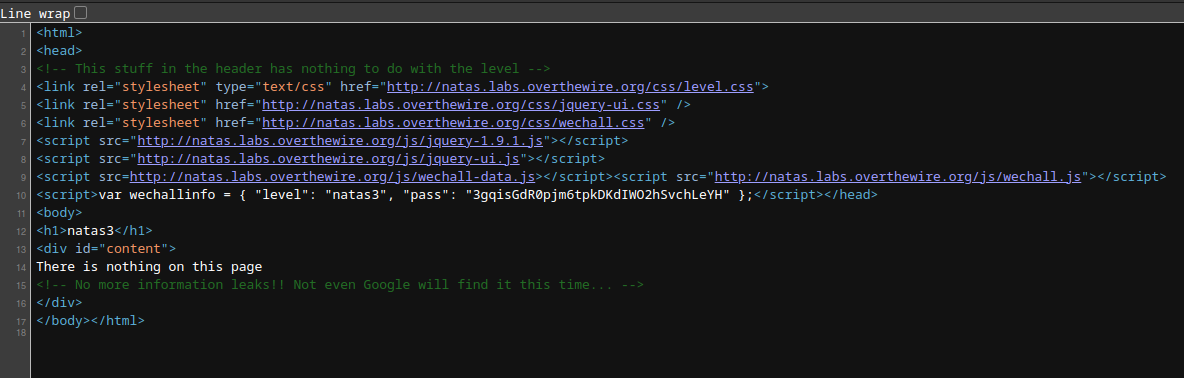 Line wrap
1 <html>
2 <head>
3 <!-- This stuff in the header has nothing to do with the level -->
4 <link rel="stylesheet" type="text/css" href="http://natas.labs.overthewire.org/css/level.css">
5 <link rel="stylesheet" href="http://natas.labs.overthewire.org/css/jquery-ui.css" />
6 <link rel="stylesheet" href="http://natas.labs.overthewire.org/css/wechall.css" />
7 <script src="http://natas.labs.overthewire.org/js/jquery-1.9.1.js"></script>
8 <script src="http://natas.labs.overthewire.org/js/jquery-ui.js"></script>
9 <script src=http://natas.labs.overthewire.org/js/wechall-data.js></script><script src="http://natas.labs.overthewire.org/js/wechall.js"></script>
10 <script>var wechallinfo = { "level": "natas3", "pass": "3gqisGdR0pjm6tpkDKdIWO2hSvchLeYH" };</script></head>
11 <body>
12 <h1>natas3</h1>
13 <div id="content">
14 There is nothing on this page
15 <!-- No more information leaks!! Not even Google will find it this time... -->
16 </div>
17 </body></html>
18